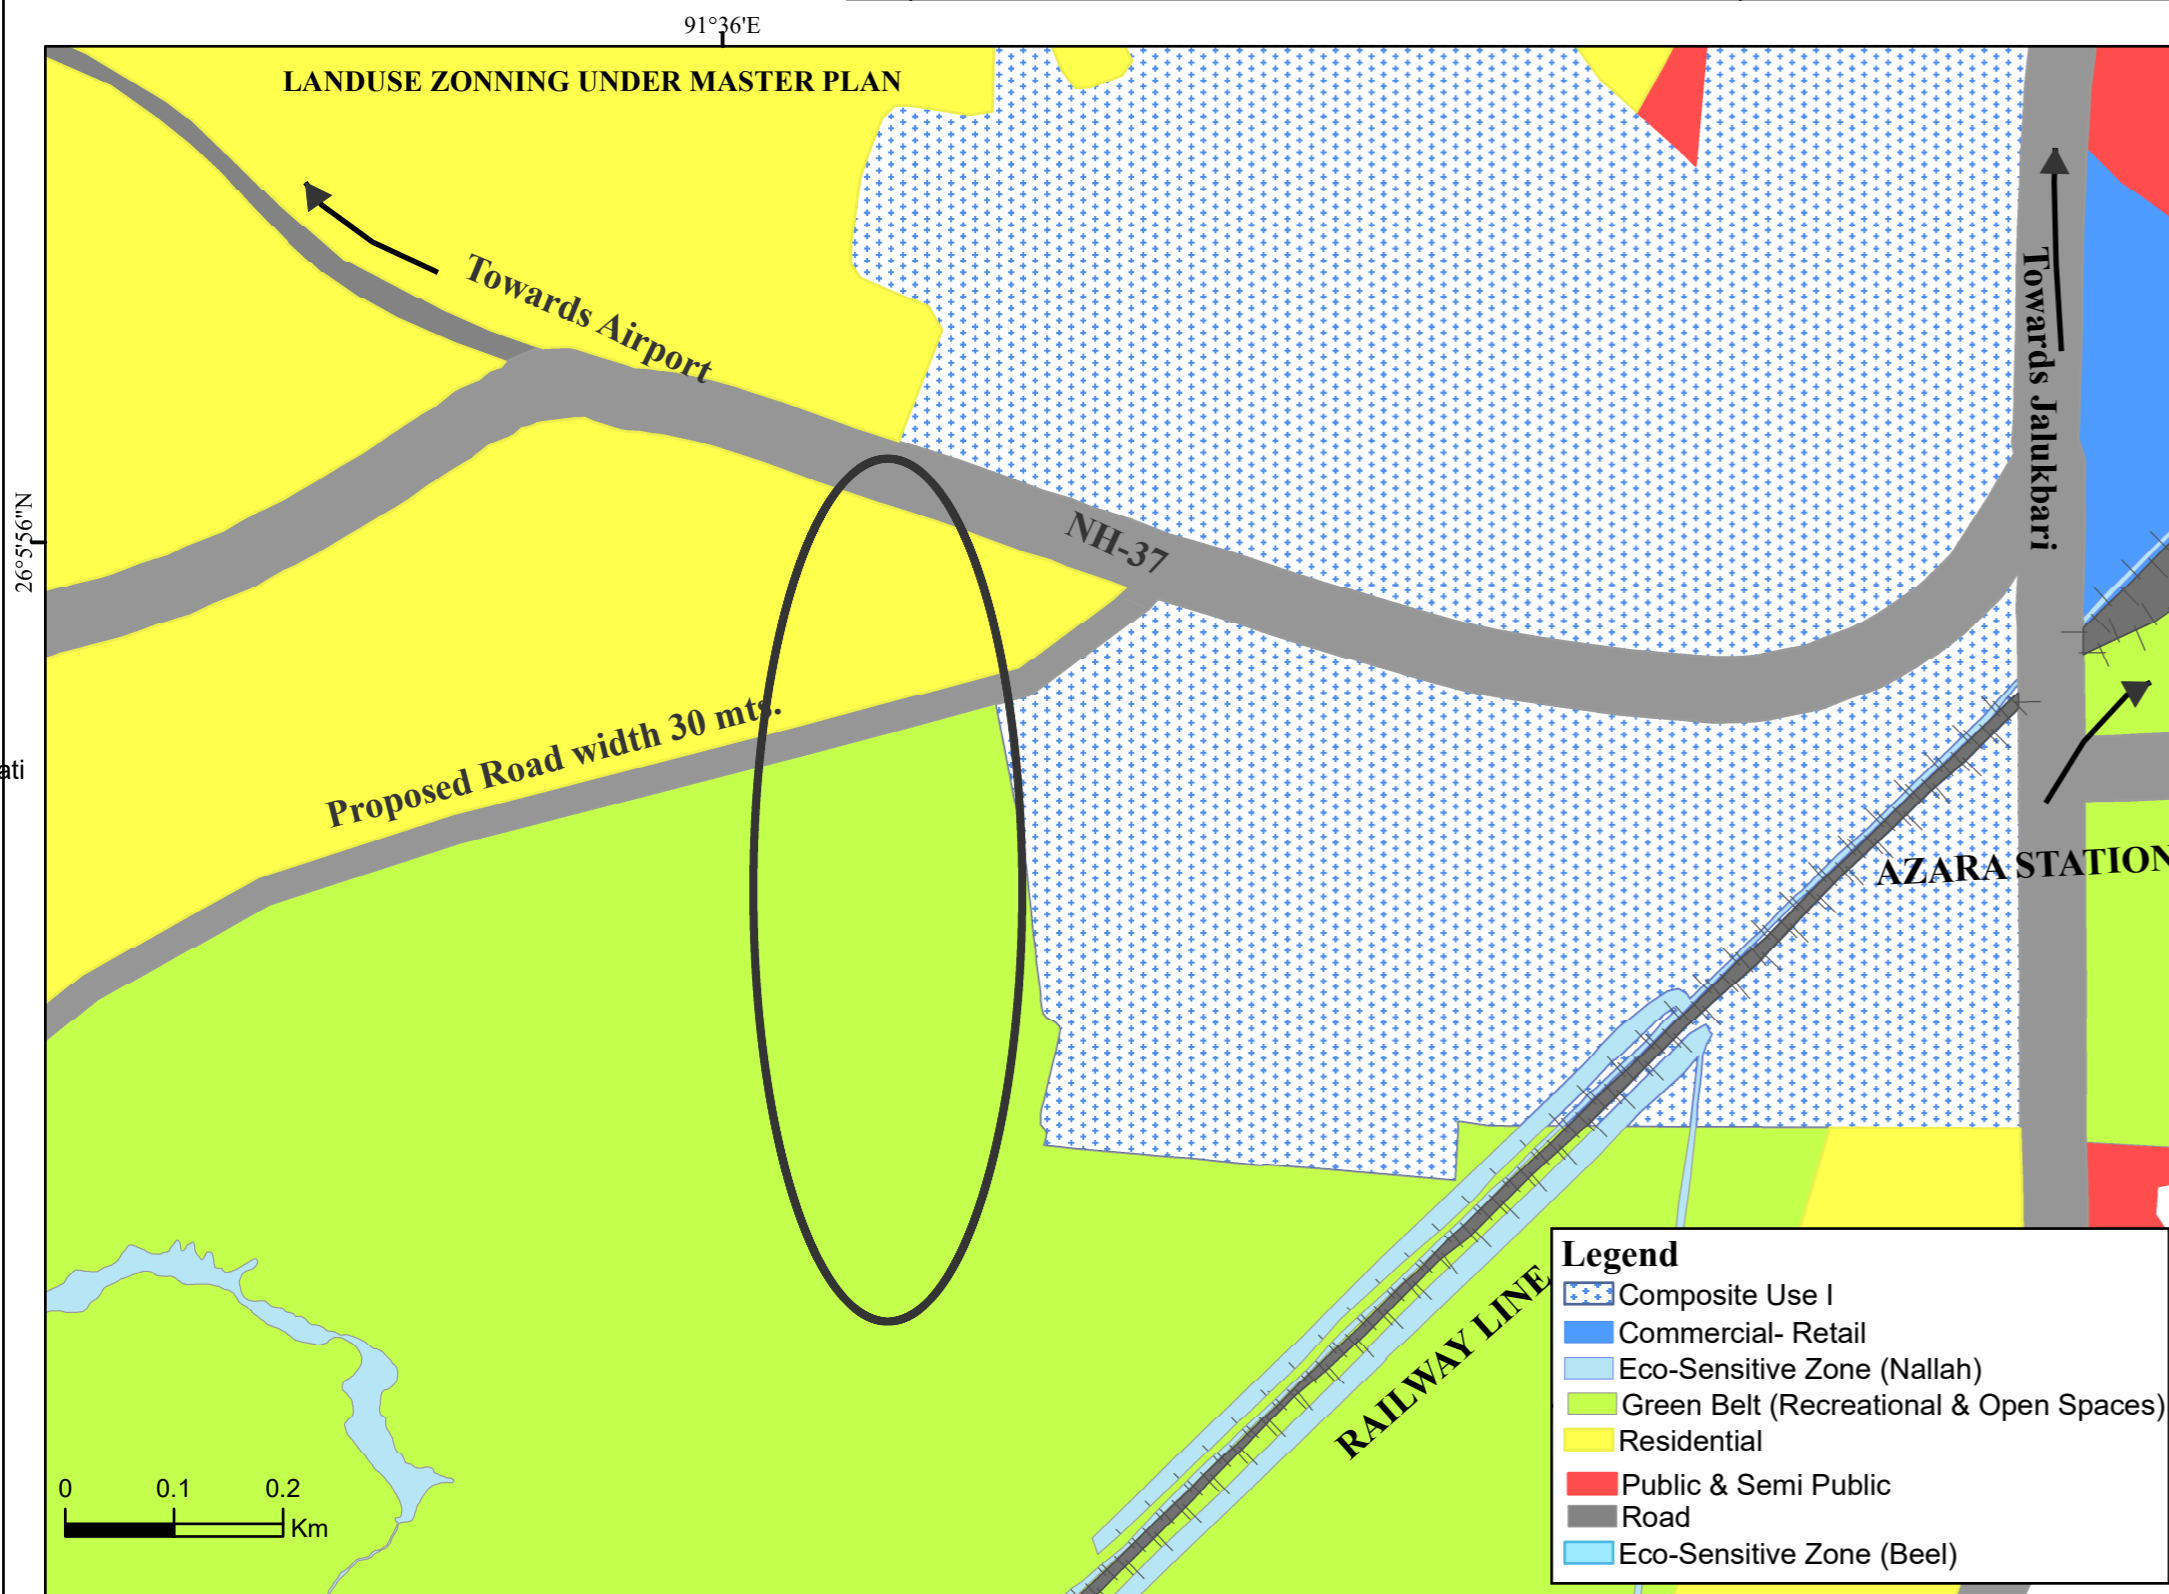 91°36'E
LANDUSE ZONNING UNDER MASTER PLAN
Towards Airport
Towards Jalukbari
26°5'56"N
NH-37
Proposed Road width 30 mts.
ati
AZARA STATION
RAILWAY LINE
Legend
Composite Use I
Commercial- Retail
Eco-Sensitive Zone (Nallah)
Green Belt (Recreational & Open Spaces)
Residential
Public & Semi Public
Road
Eco-Sensitive Zone (Beel)
0 0.1 0.2
Km